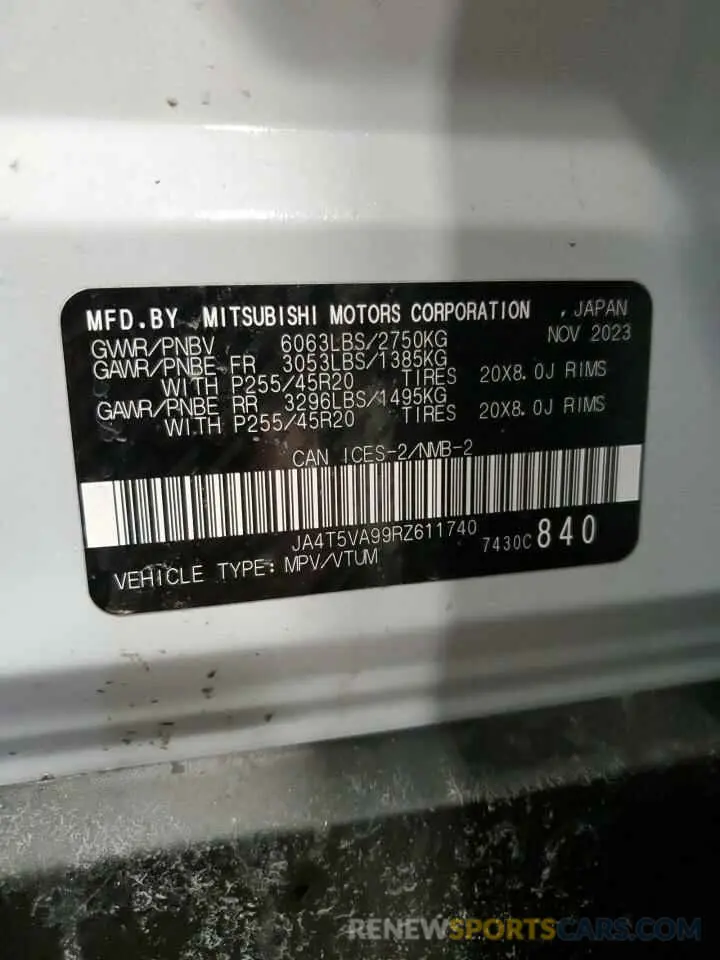 MFD.BY MITSUBISHI MOTORS CORPORATION , JAPAN
GVWR/PNBV 6063LBS/2750KG NOV 2023
GAWR/PNBE FR 3053LBS/1385KG
WITH P255/45R20 TIRES 20X8.0J RIMS
GAWR/PNBE RR 3296LBS/1495KG
WITH P255/45R20 TIRES 20X8.0J RIMS
CAN ICES-2/NMB-2
JA4T5VA99RZ611740 7430C 840
VEHICLE TYPE: MPV/VTUM
RENEWSPORTSCARS.COM